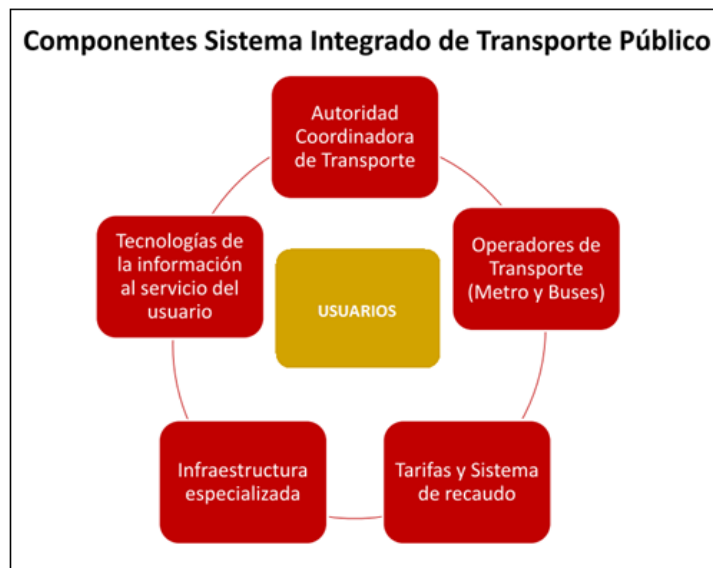 Componentes Sistema Integrado de Transporte Público
Autoridad
Coordinadora
de Transporte
Operadores de
Transporte
(Metro y Buses)
Tarifas y Sistema
de recaudo
Infraestructura
especializada
Tecnologías de
la información
al servicio del
usuario
USUARIOS